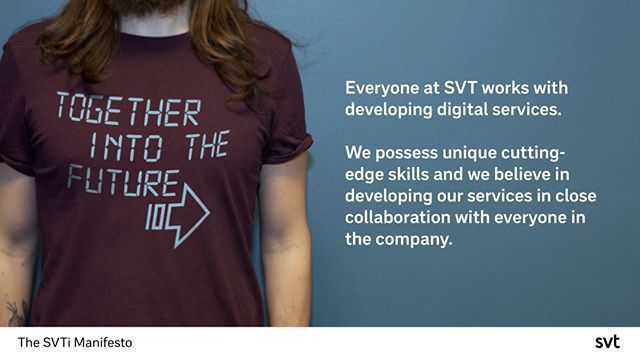 TOGETHER
INTO THE
FUTURE
Everyone at SVT works with
developing digital services.
We possess unique cutting-
edge skills and we believe in
developing our services in close
collaboration with everyone in
the company.
The SVTi Manifesto
svt